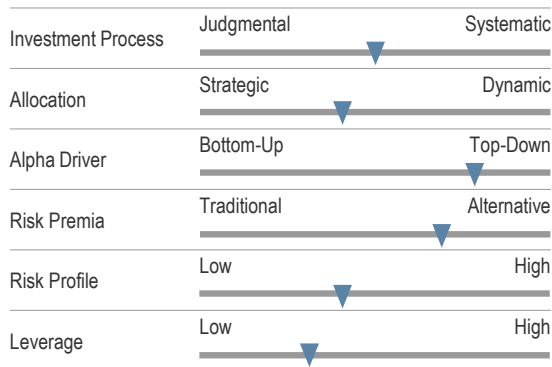 Investment Process
Judgmental Systematic
Allocation
Strategic Dynamic
Alpha Driver
Bottom-Up Top-Down
Risk Premia
Traditional Alternative
Risk Profile
Low High
Leverage
Low High